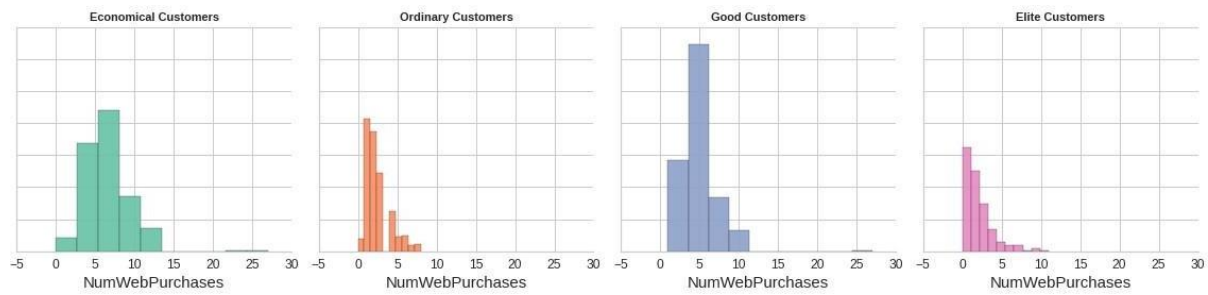 Economical Customers
Ordinary Customers
Good Customers
Elite Customers
-5 0 5 10 15 20 25 30
-5 0 5 10 15 20 25 30
-5 0 5 10 15 20 25 30
-5 0 5 10 15 20 25 30
NumWebPurchases
NumWebPurchases
NumWebPurchases
NumWebPurchases